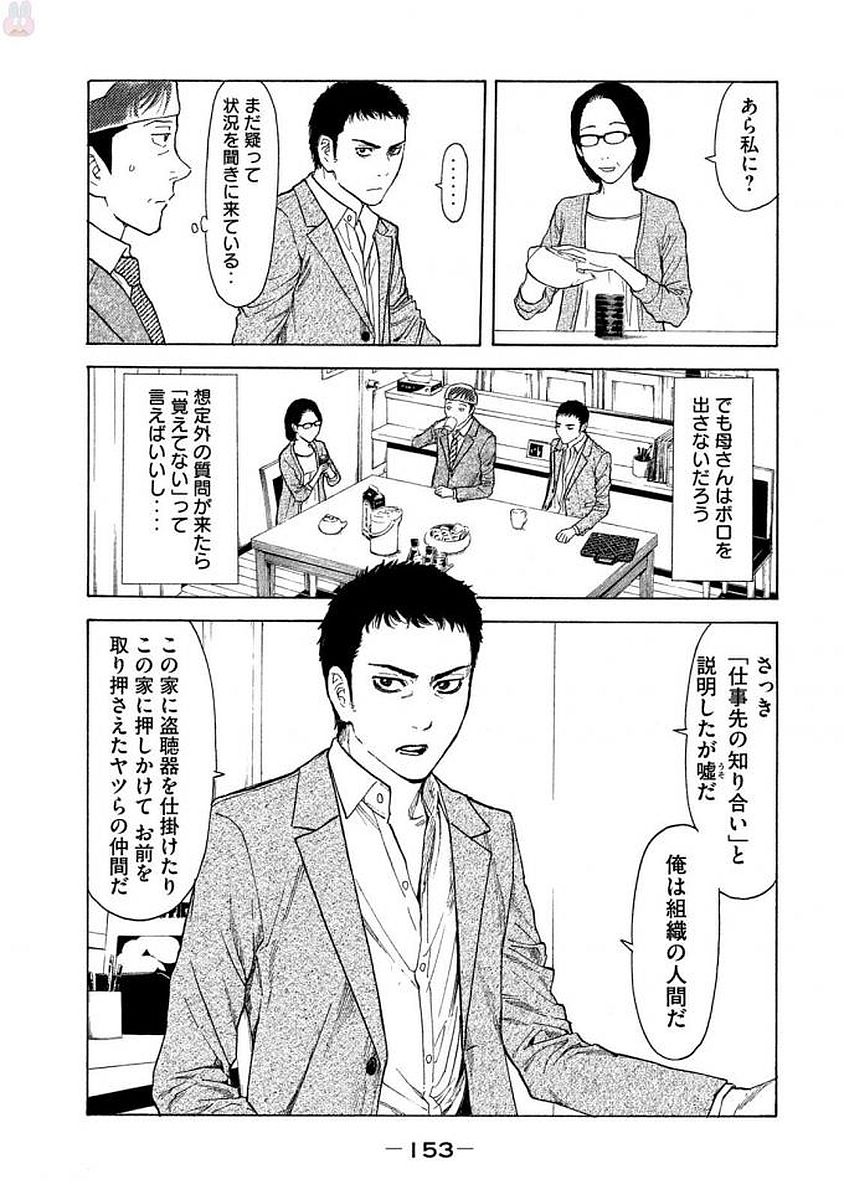 あら私に?
・・・・・・
まだ疑って
状況を聞きに来ている・・
でも母さんはボロを
出さないだろう
想定外の質問が来たら
「覚えてない」って
言えばいいし・・・・
さっき
「仕事先の知り合い」と
説明したが嘘だ
うそ
俺は組織の人間だ
この家に盗聴器を仕掛けたり
この家に押しかけて お前を
取り押さえたヤツらの仲間だ
—153—